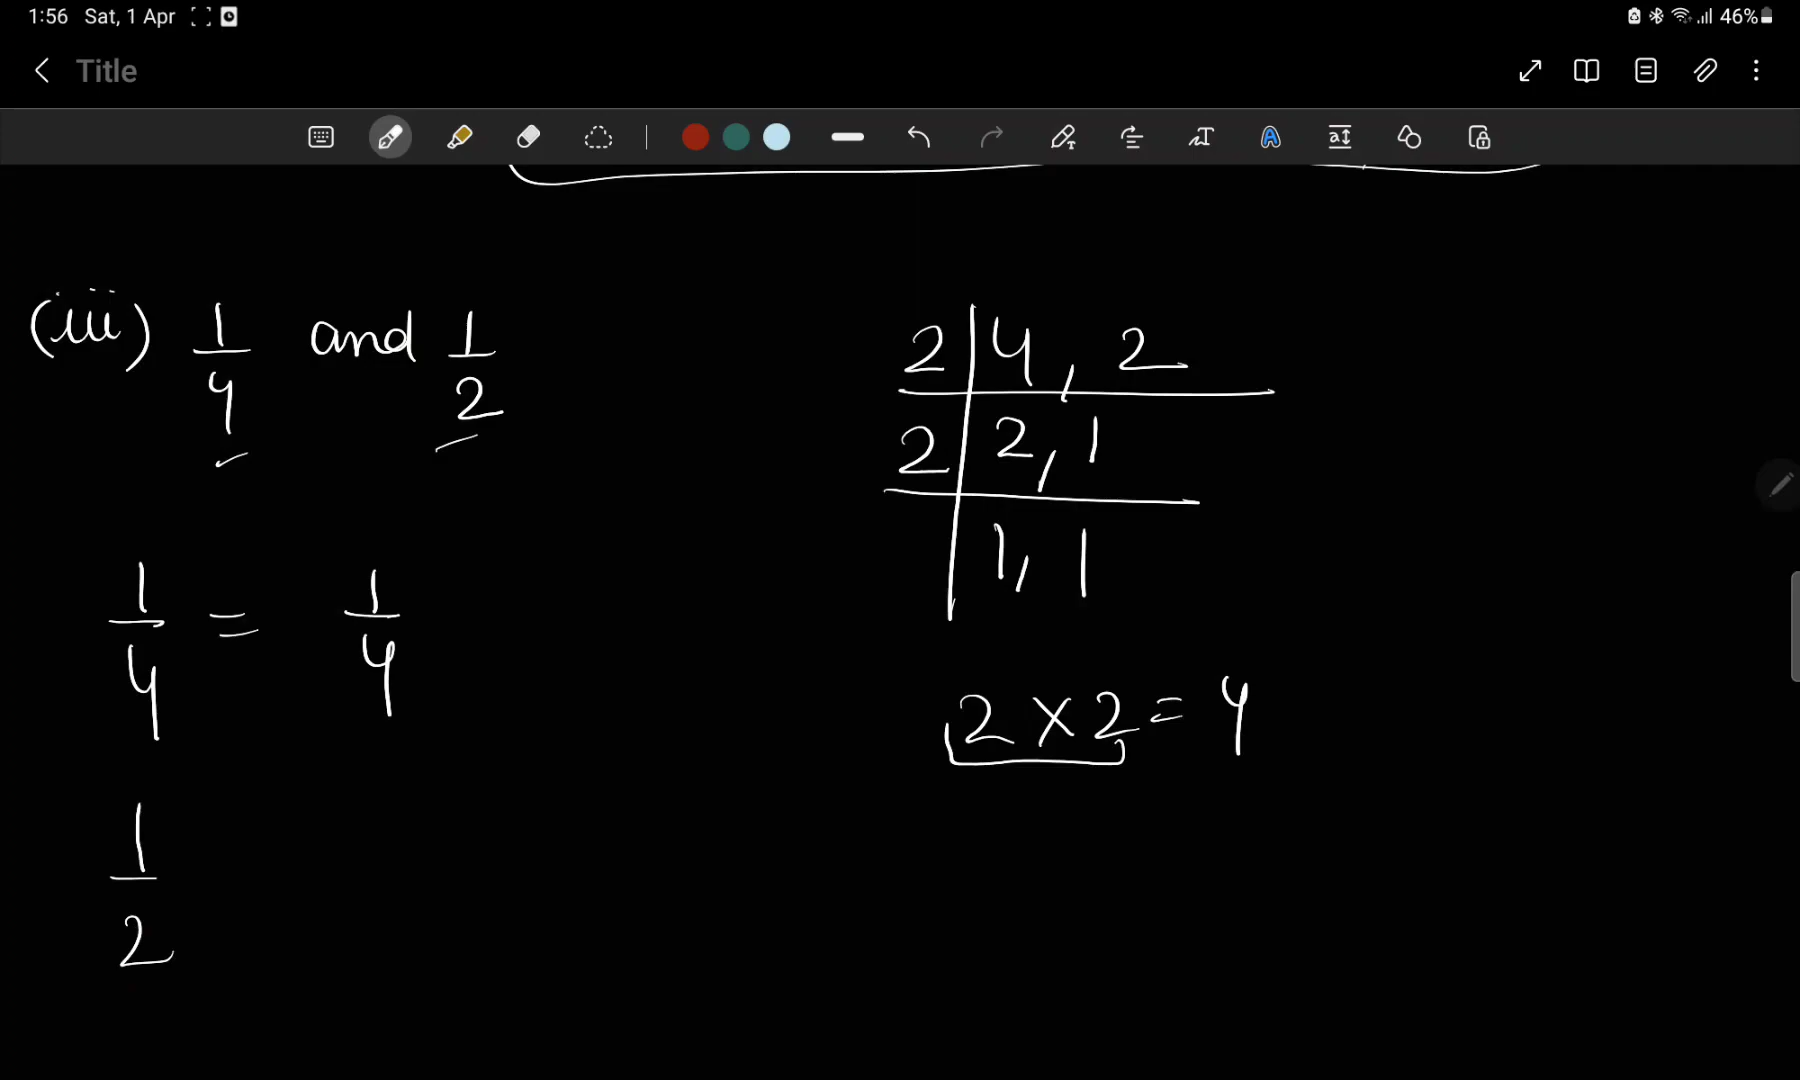 1:56 Sat, 1 Apr
46%
Title
(iii) 1/4 and 1/2
2 | 4, 2
2 | 2, 1
| 1, 1
1/4 = 1/4
2 × 2 = 4
1/2